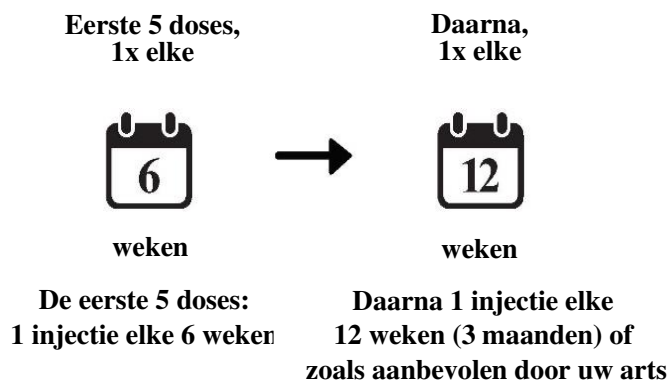 Eerste 5 doses,
1x elke
6
weken
De eerste 5 doses:
1 injectie elke 6 weken
Daarna,
1x elke
12
weken
Daarna 1 injectie elke
12 weken (3 maanden) of
zoals aanbevolen door uw arts